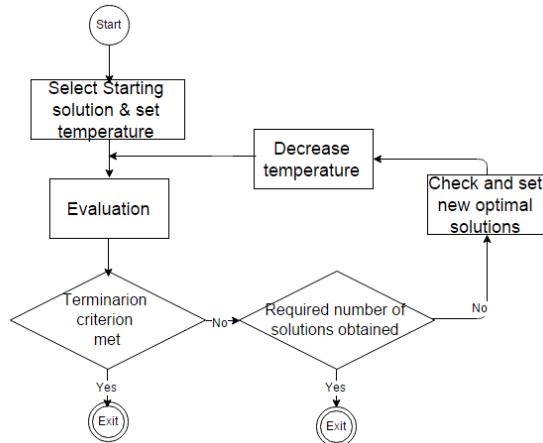 Start
Select Starting
solution & set
temperature
Decrease
temperature
Check and set
new optimal
solutions
Evaluation
Terminarion
criterion
met
No
Required number of
solutions obtained
No
Yes
Yes
Exit
Exit